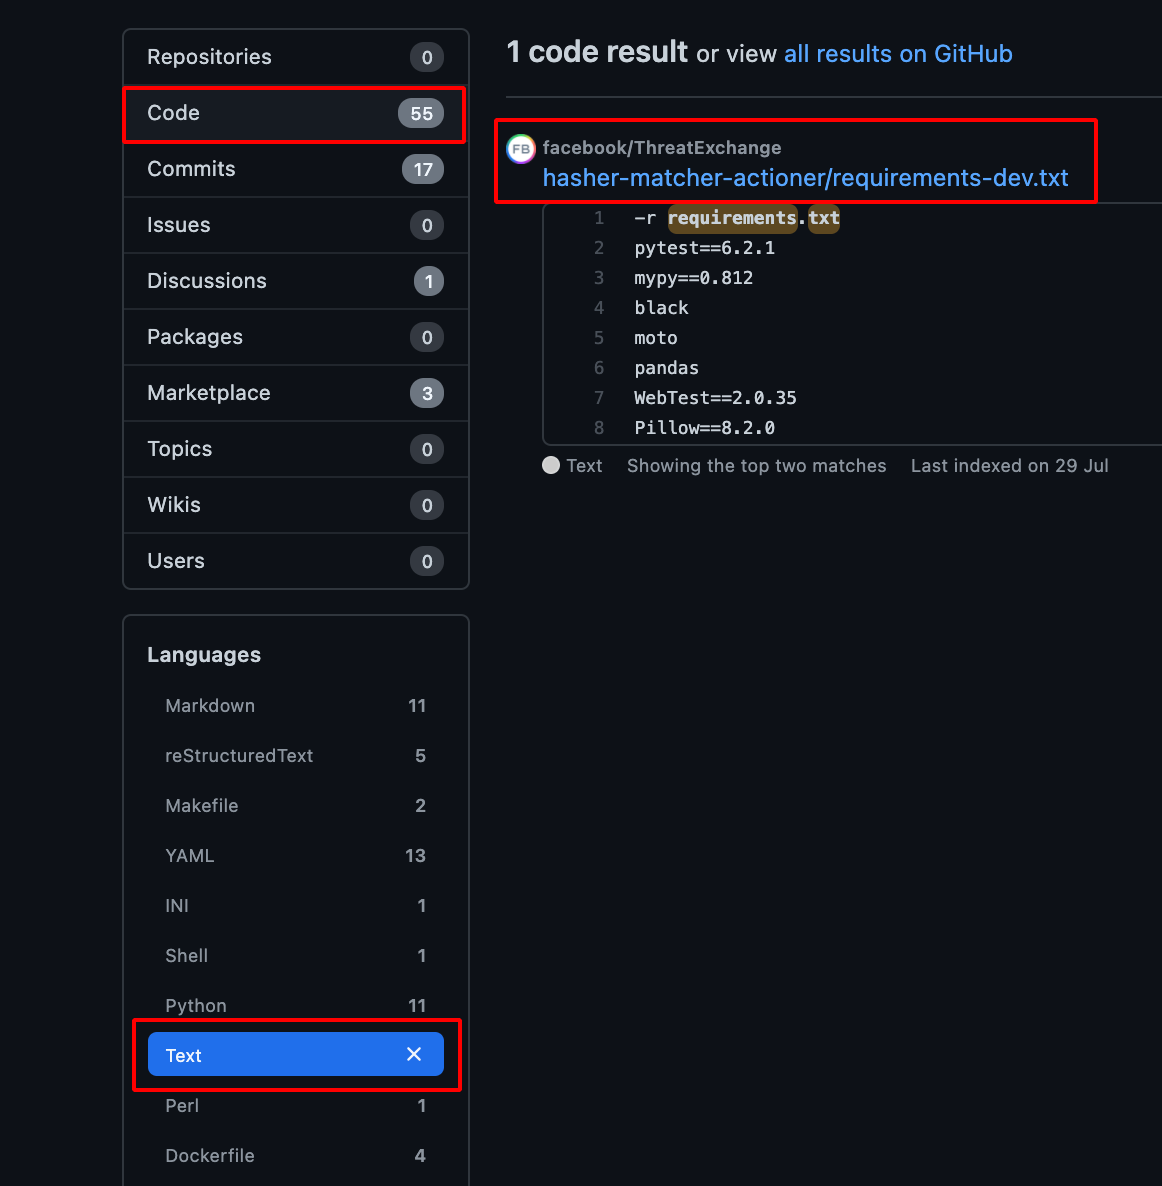 Repositories 0
Code 55
Commits 17
Issues 0
Discussions 1
Packages 0
Marketplace 3
Topics 0
Wikis 0
Users 0
Languages
Markdown 11
reStructuredText 5
Makefile 2
YAML 13
INI 1
Shell 1
Python 11
Text ✕
Perl 1
Dockerfile 4
1 code result or view all results on GitHub
FB facebook/ThreatExchange
hasher-matcher-actioner/requirements-dev.txt
1 -r requirements.txt
2 pytest==6.2.1
3 mypy==0.812
4 black
5 moto
6 pandas
7 WebTest==2.0.35
8 Pillow==8.2.0
Text Showing the top two matches Last indexed on 29 Jul